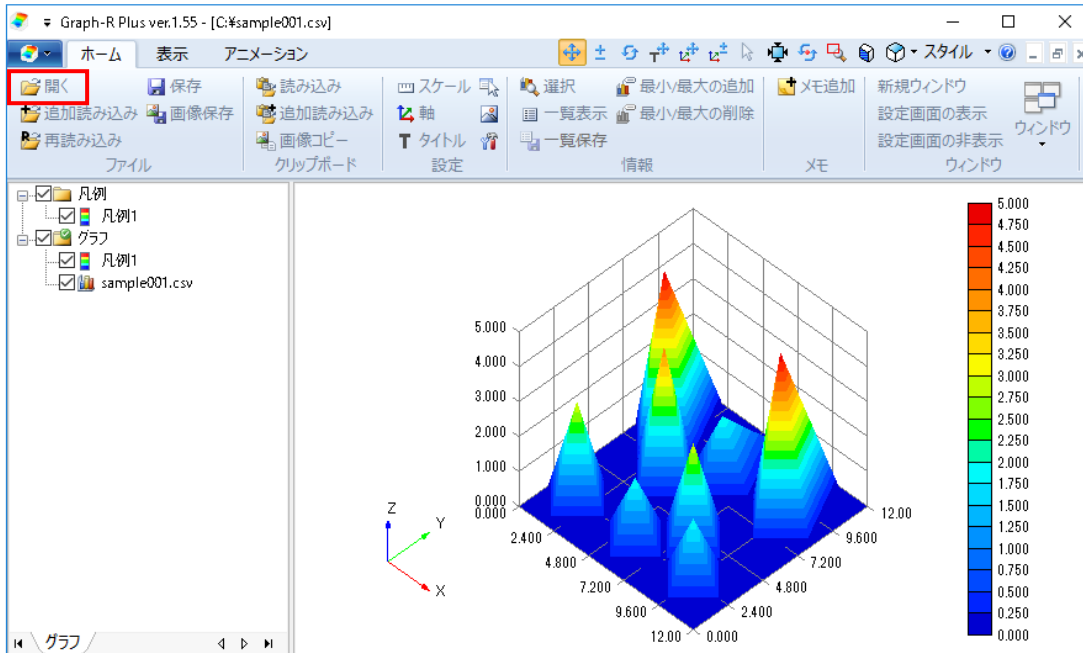 Graph-R Plus ver.1.55 - [C:¥sample001.csv]
ホーム 表示 アニメーション スタイル
開く 保存 読み込み スケール 選択 最小/最大の追加 メモ追加 新規ウィンドウ
追加読み込み 画像保存 追加読み込み 軸 一覧表示 最小/最大の削除 設定画面の表示
再読み込み 画像コピー タイトル 一覧保存 設定画面の非表示 ウィンドウ
ファイル クリップボード 設定 情報 メモ ウィンドウ
凡例
凡例1
グラフ
凡例1
sample001.csv
5.000
4.000
3.000
2.000
1.000
0.000
0.000
2.400
4.800
7.200
9.600
12.00
0.000
2.400
4.800
7.200
9.600
12.00
Z
Y
X
5.000
4.750
4.500
4.250
4.000
3.750
3.500
3.250
3.000
2.750
2.500
2.250
2.000
1.750
1.500
1.250
1.000
0.750
0.500
0.250
0.000
グラフ